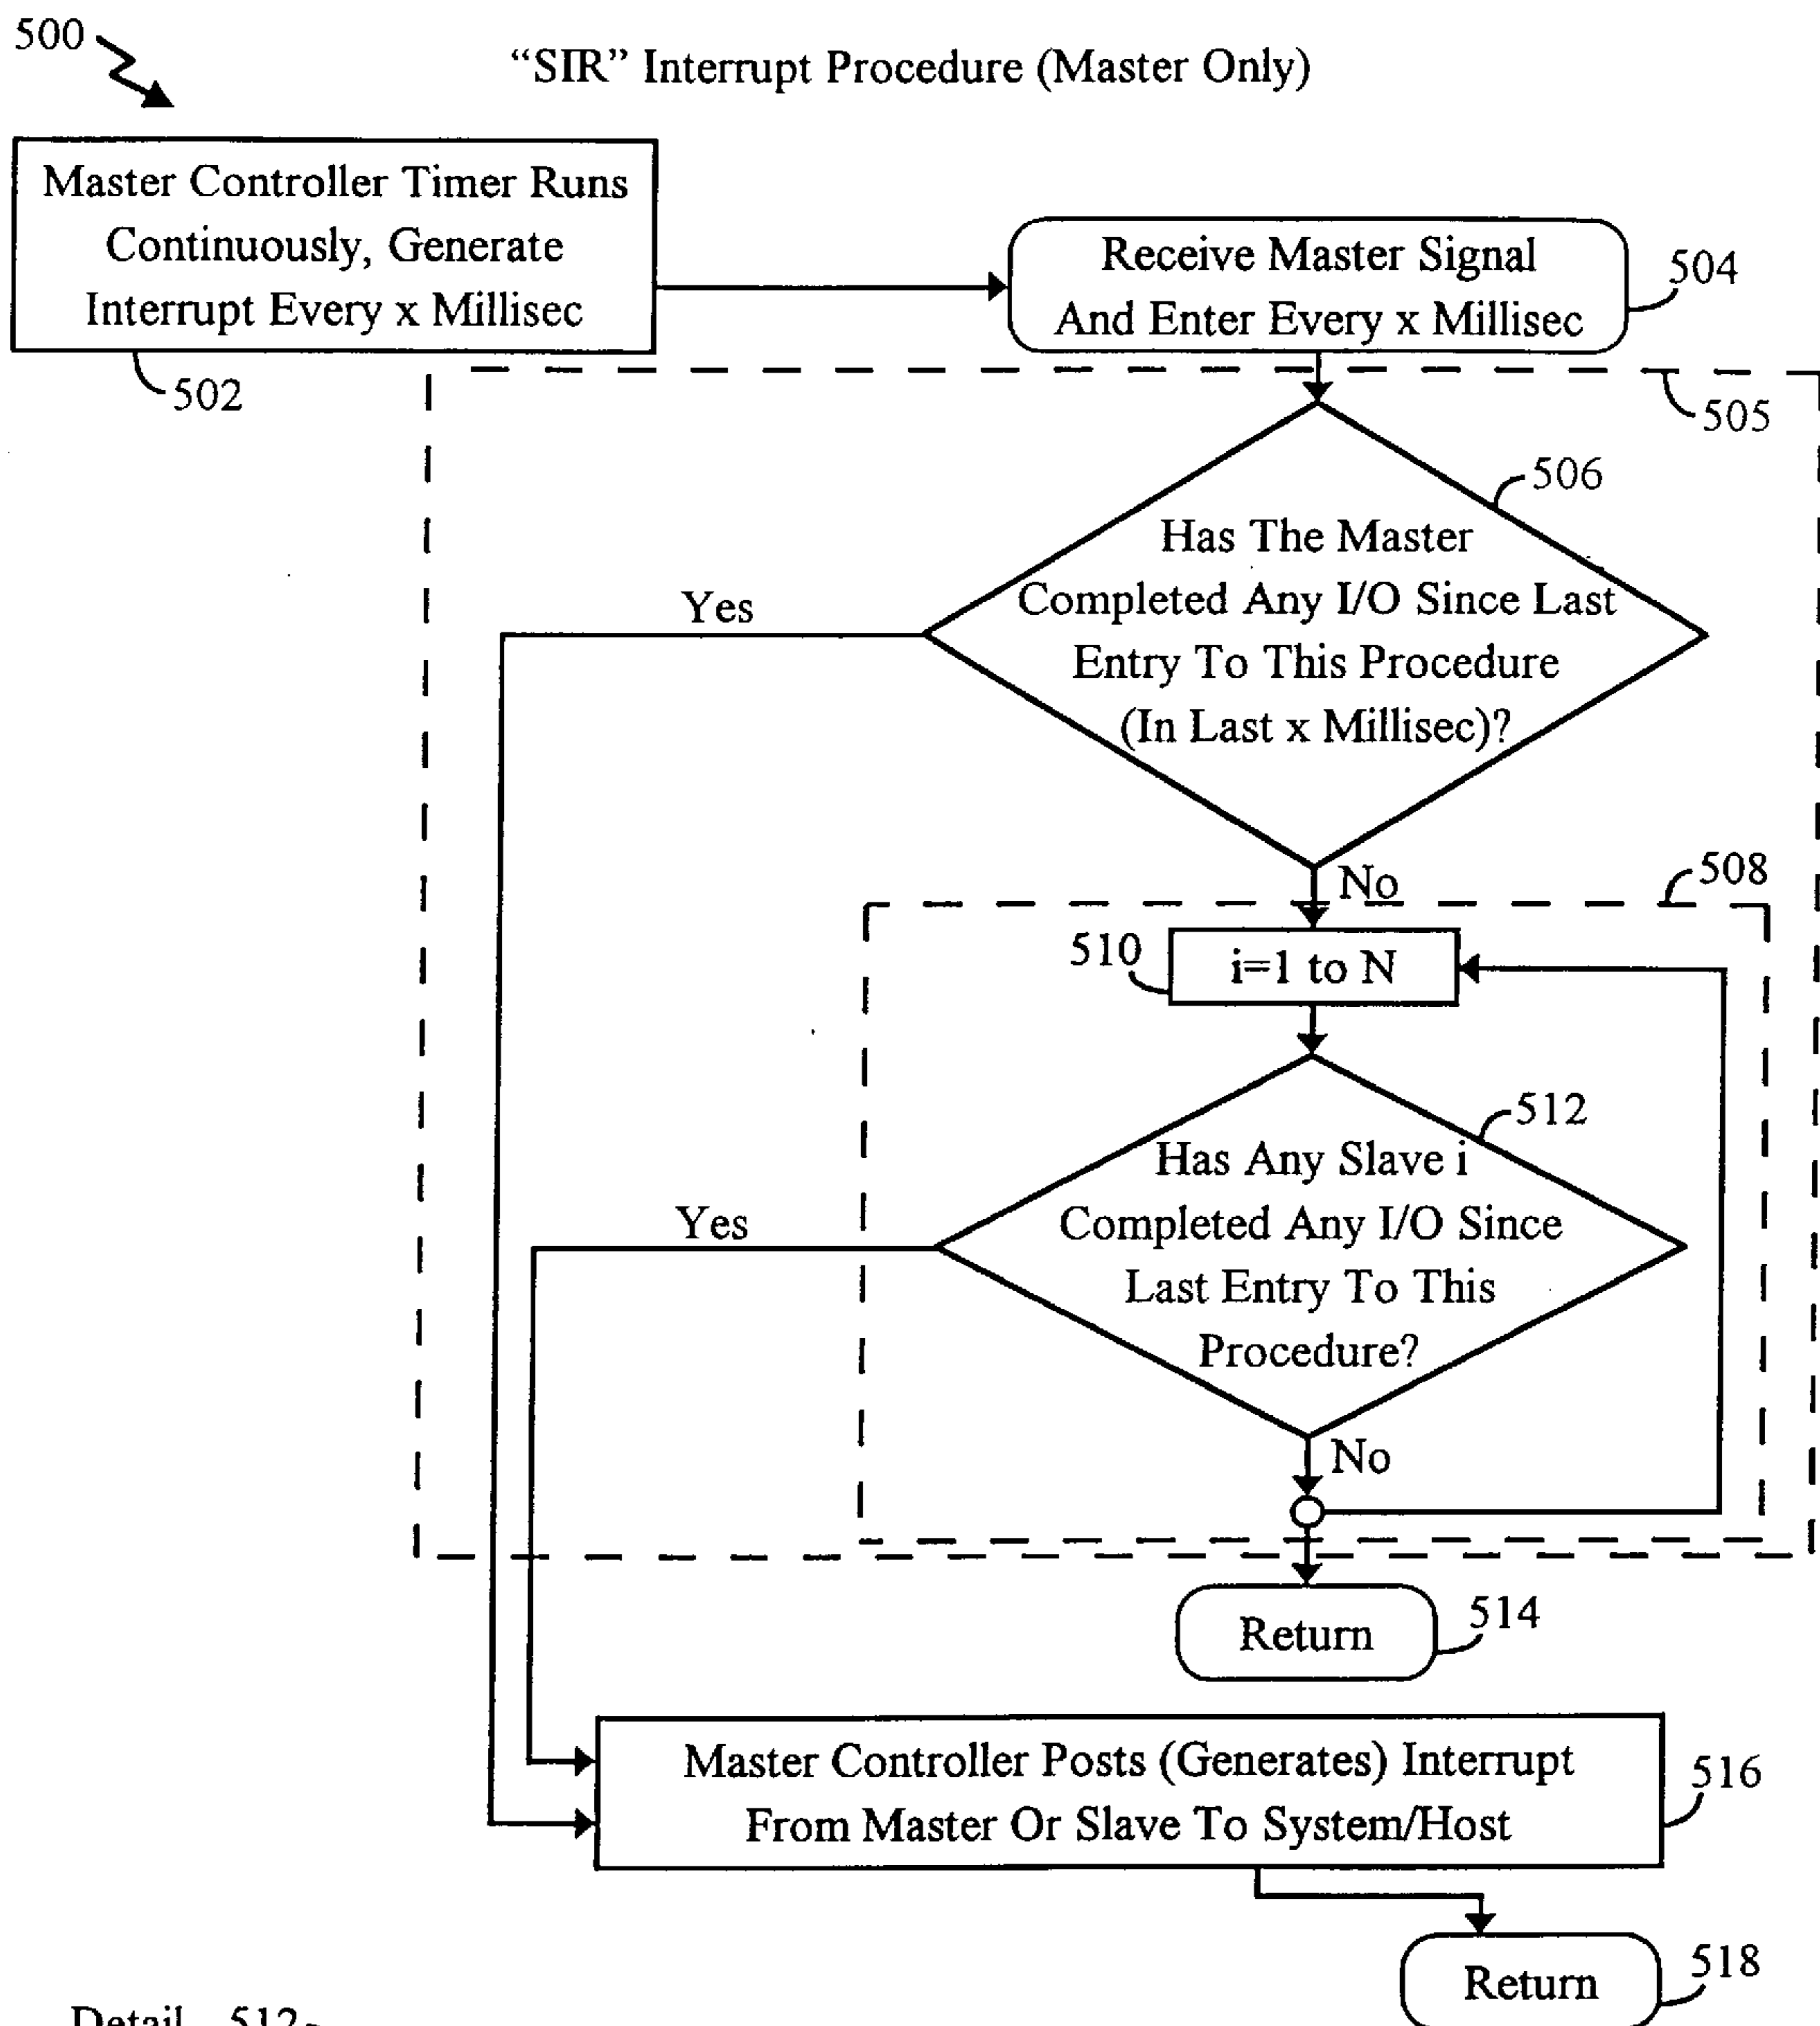 500
“SIR” Interrupt Procedure (Master Only)
Master Controller Timer Runs
Continuously, Generate
Interrupt Every x Millisec
502
Receive Master Signal
And Enter Every x Millisec
504
505
506
Has The Master
Completed Any I/O Since Last
Entry To This Procedure
(In Last x Millisec)?
Yes
No
508
510
i=1 to N
512
Has Any Slave i
Completed Any I/O Since
Last Entry To This
Procedure?
Yes
No
Return
514
Master Controller Posts (Generates) Interrupt
From Master Or Slave To System/Host
516
Return
518
Detail 512